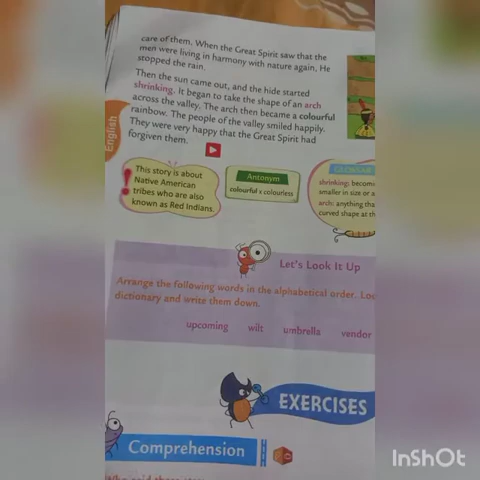 care of them. When the Great Spirit saw that the
men were living in harmony with nature again, He
stopped the rain.
Then the sun came out, and the hide started
shrinking. It began to take the shape of an arch
across the valley. The arch then became a colourful
rainbow. The people of the valley smiled happily.
They were very happy that the Great Spirit had
forgiven them.
English
This story is about
Native American
tribes who are also
known as Red Indians.
Antonym
colourful x colourless
shrinking: becom
smaller in size or a
arch: anything tha
curved shape at th
Let's Look It Up
Arrange the following words in the alphabetical order. Loo
dictionary and write them down.
upcoming wilt umbrella vendor
EXERCISES
Comprehension
InShOt